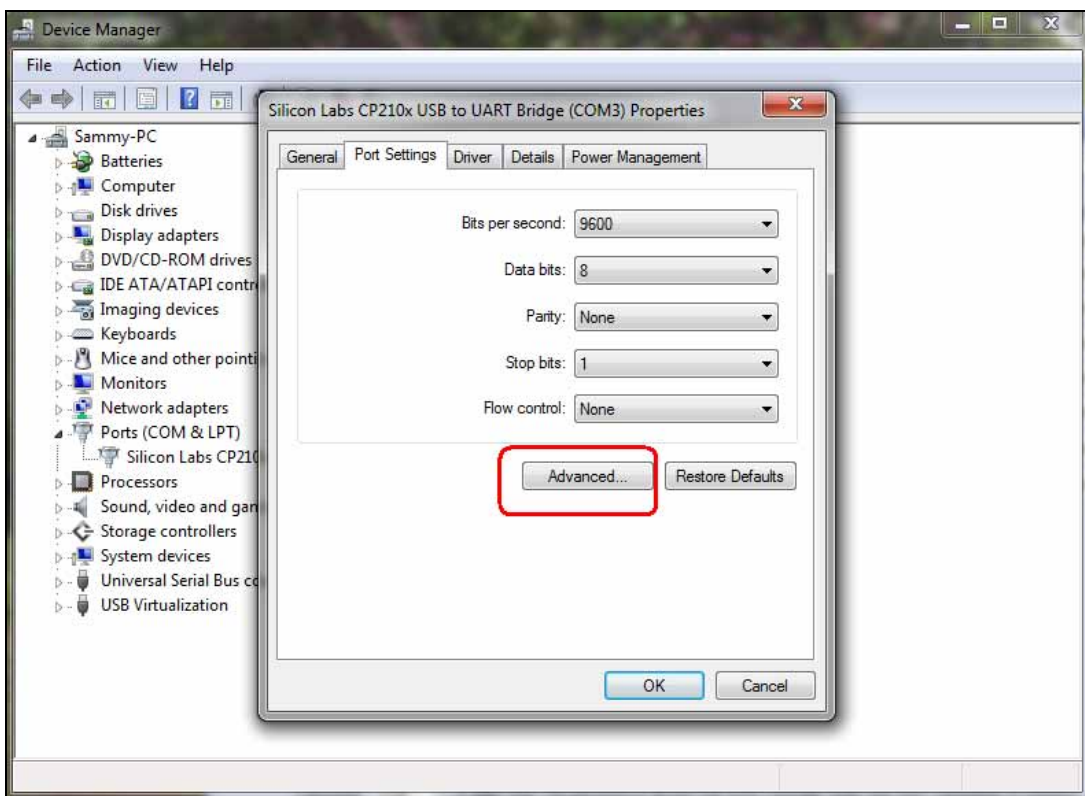 Device Manager
File Action View Help
Silicon Labs CP210x USB to UART Bridge (COM3) Properties
Sammy-PC
Batteries
Computer
Disk drives
Display adapters
DVD/CD-ROM drives
IDE ATA/ATAPI contr
Imaging devices
Keyboards
Mice and other pointi
Monitors
Network adapters
Ports (COM & LPT)
Silicon Labs CP210
Processors
Sound, video and gan
Storage controllers
System devices
Universal Serial Bus co
USB Virtualization
General Port Settings Driver Details Power Management
Bits per second: 9600
Data bits: 8
Parity: None
Stop bits: 1
Flow control: None
Advanced... Restore Defaults
OK Cancel